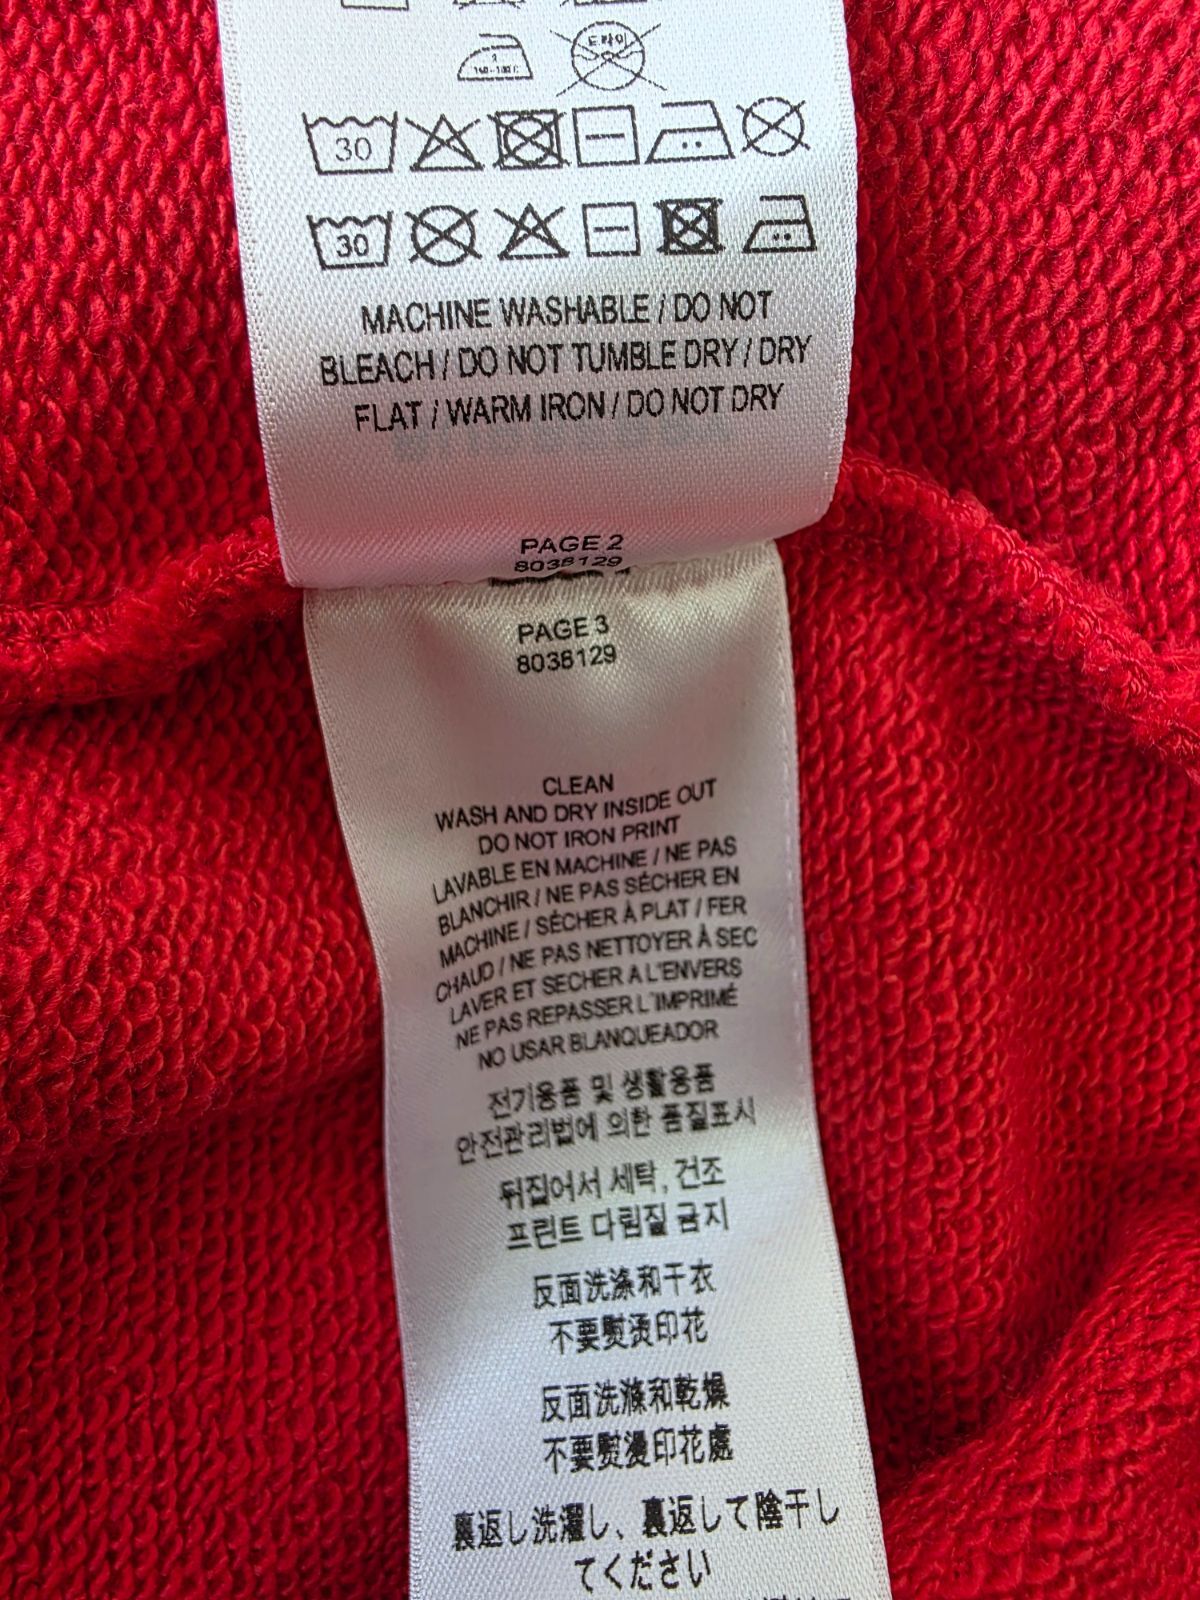 드라이
30
30
MACHINE WASHABLE / DO NOT
BLEACH / DO NOT TUMBLE DRY / DRY
FLAT / WARM IRON / DO NOT DRY
PAGE 2
8038129
PAGE 3
8038129
CLEAN
WASH AND DRY INSIDE OUT
DO NOT IRON PRINT
LAVABLE EN MACHINE / NE PAS
BLANCHIR / NE PAS SÉCHER EN
MACHINE / SÉCHER À PLAT / FER
CHAUD / NE PAS NETTOYER À SEC
LAVER ET SECHER A L'ENVERS
NE PAS REPASSER L'IMPRIMÉ
NO USAR BLANQUEADOR
전기용품 및 생활용품
안전관리법에 의한 품질표시
뒤집어서 세탁, 건조
프린트 다림질 금지
反面洗涤和干衣
不要熨烫印花
反面洗滌和乾燥
不要熨燙印花處
裏返し洗濯し、裏返して陰干し
てください